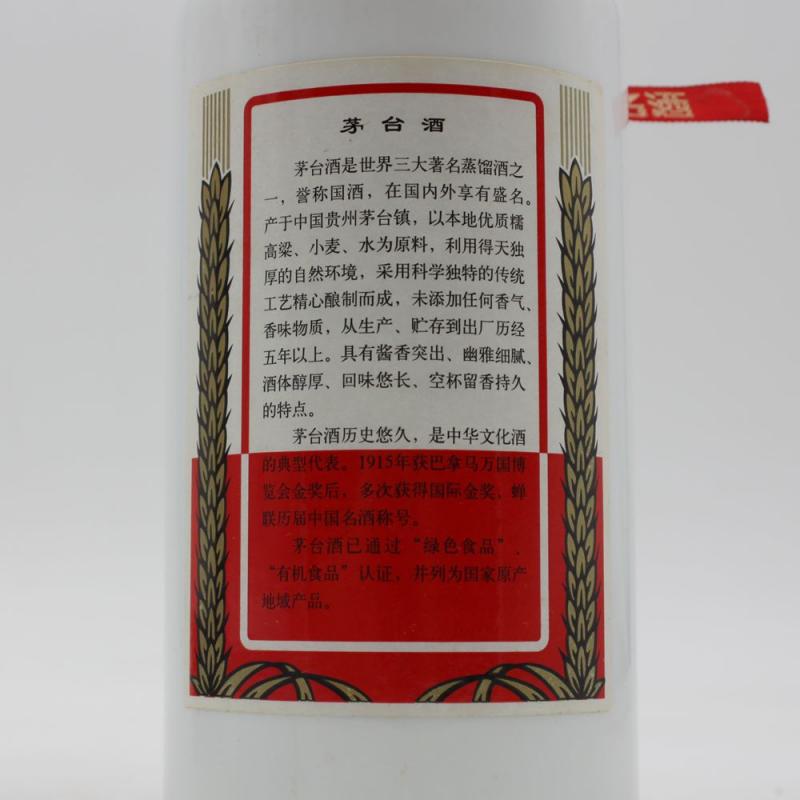 茅台酒
茅台酒是世界三大著名蒸馏酒之
一，誉称国酒，在国内外享有盛名。
产于中国贵州茅台镇，以本地优质糯
高粱、小麦、水为原料，利用得天独
厚的自然环境，采用科学独特的传统
工艺精心酿制而成，未添加任何香气、
香味物质，从生产、贮存到出厂历经
五年以上。具有酱香突出、幽雅细腻、
酒体醇厚、回味悠长、空杯留香持久
的特点。
茅台酒历史悠久，是中华文化酒
的典型代表。1915年获巴拿马万国博
览会金奖后，多次获得国际金奖，蝉
联历届中国名酒称号。
茅台酒已通过“绿色食品”、
“有机食品”认证，并列为国家原产
地域产品。